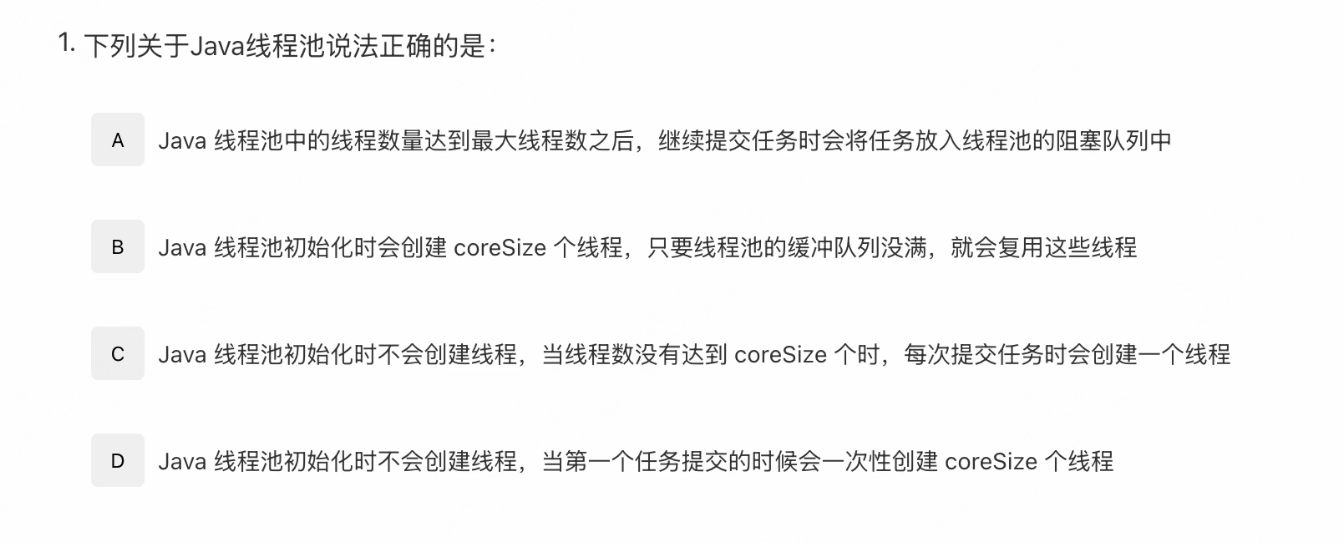 1. 下列关于Java线程池说法正确的是：
A Java 线程池中的线程数量达到最大线程数之后，继续提交任务时会将任务放入线程池的阻塞队列中
B Java 线程池初始化时会创建 coreSize 个线程，只要线程池的缓冲队列没满，就会复用这些线程
C Java 线程池初始化时不会创建线程，当线程数没有达到 coreSize 个时，每次提交任务时会创建一个线程
D Java 线程池初始化时不会创建线程，当第一个任务提交的时候会一次性创建 coreSize 个线程